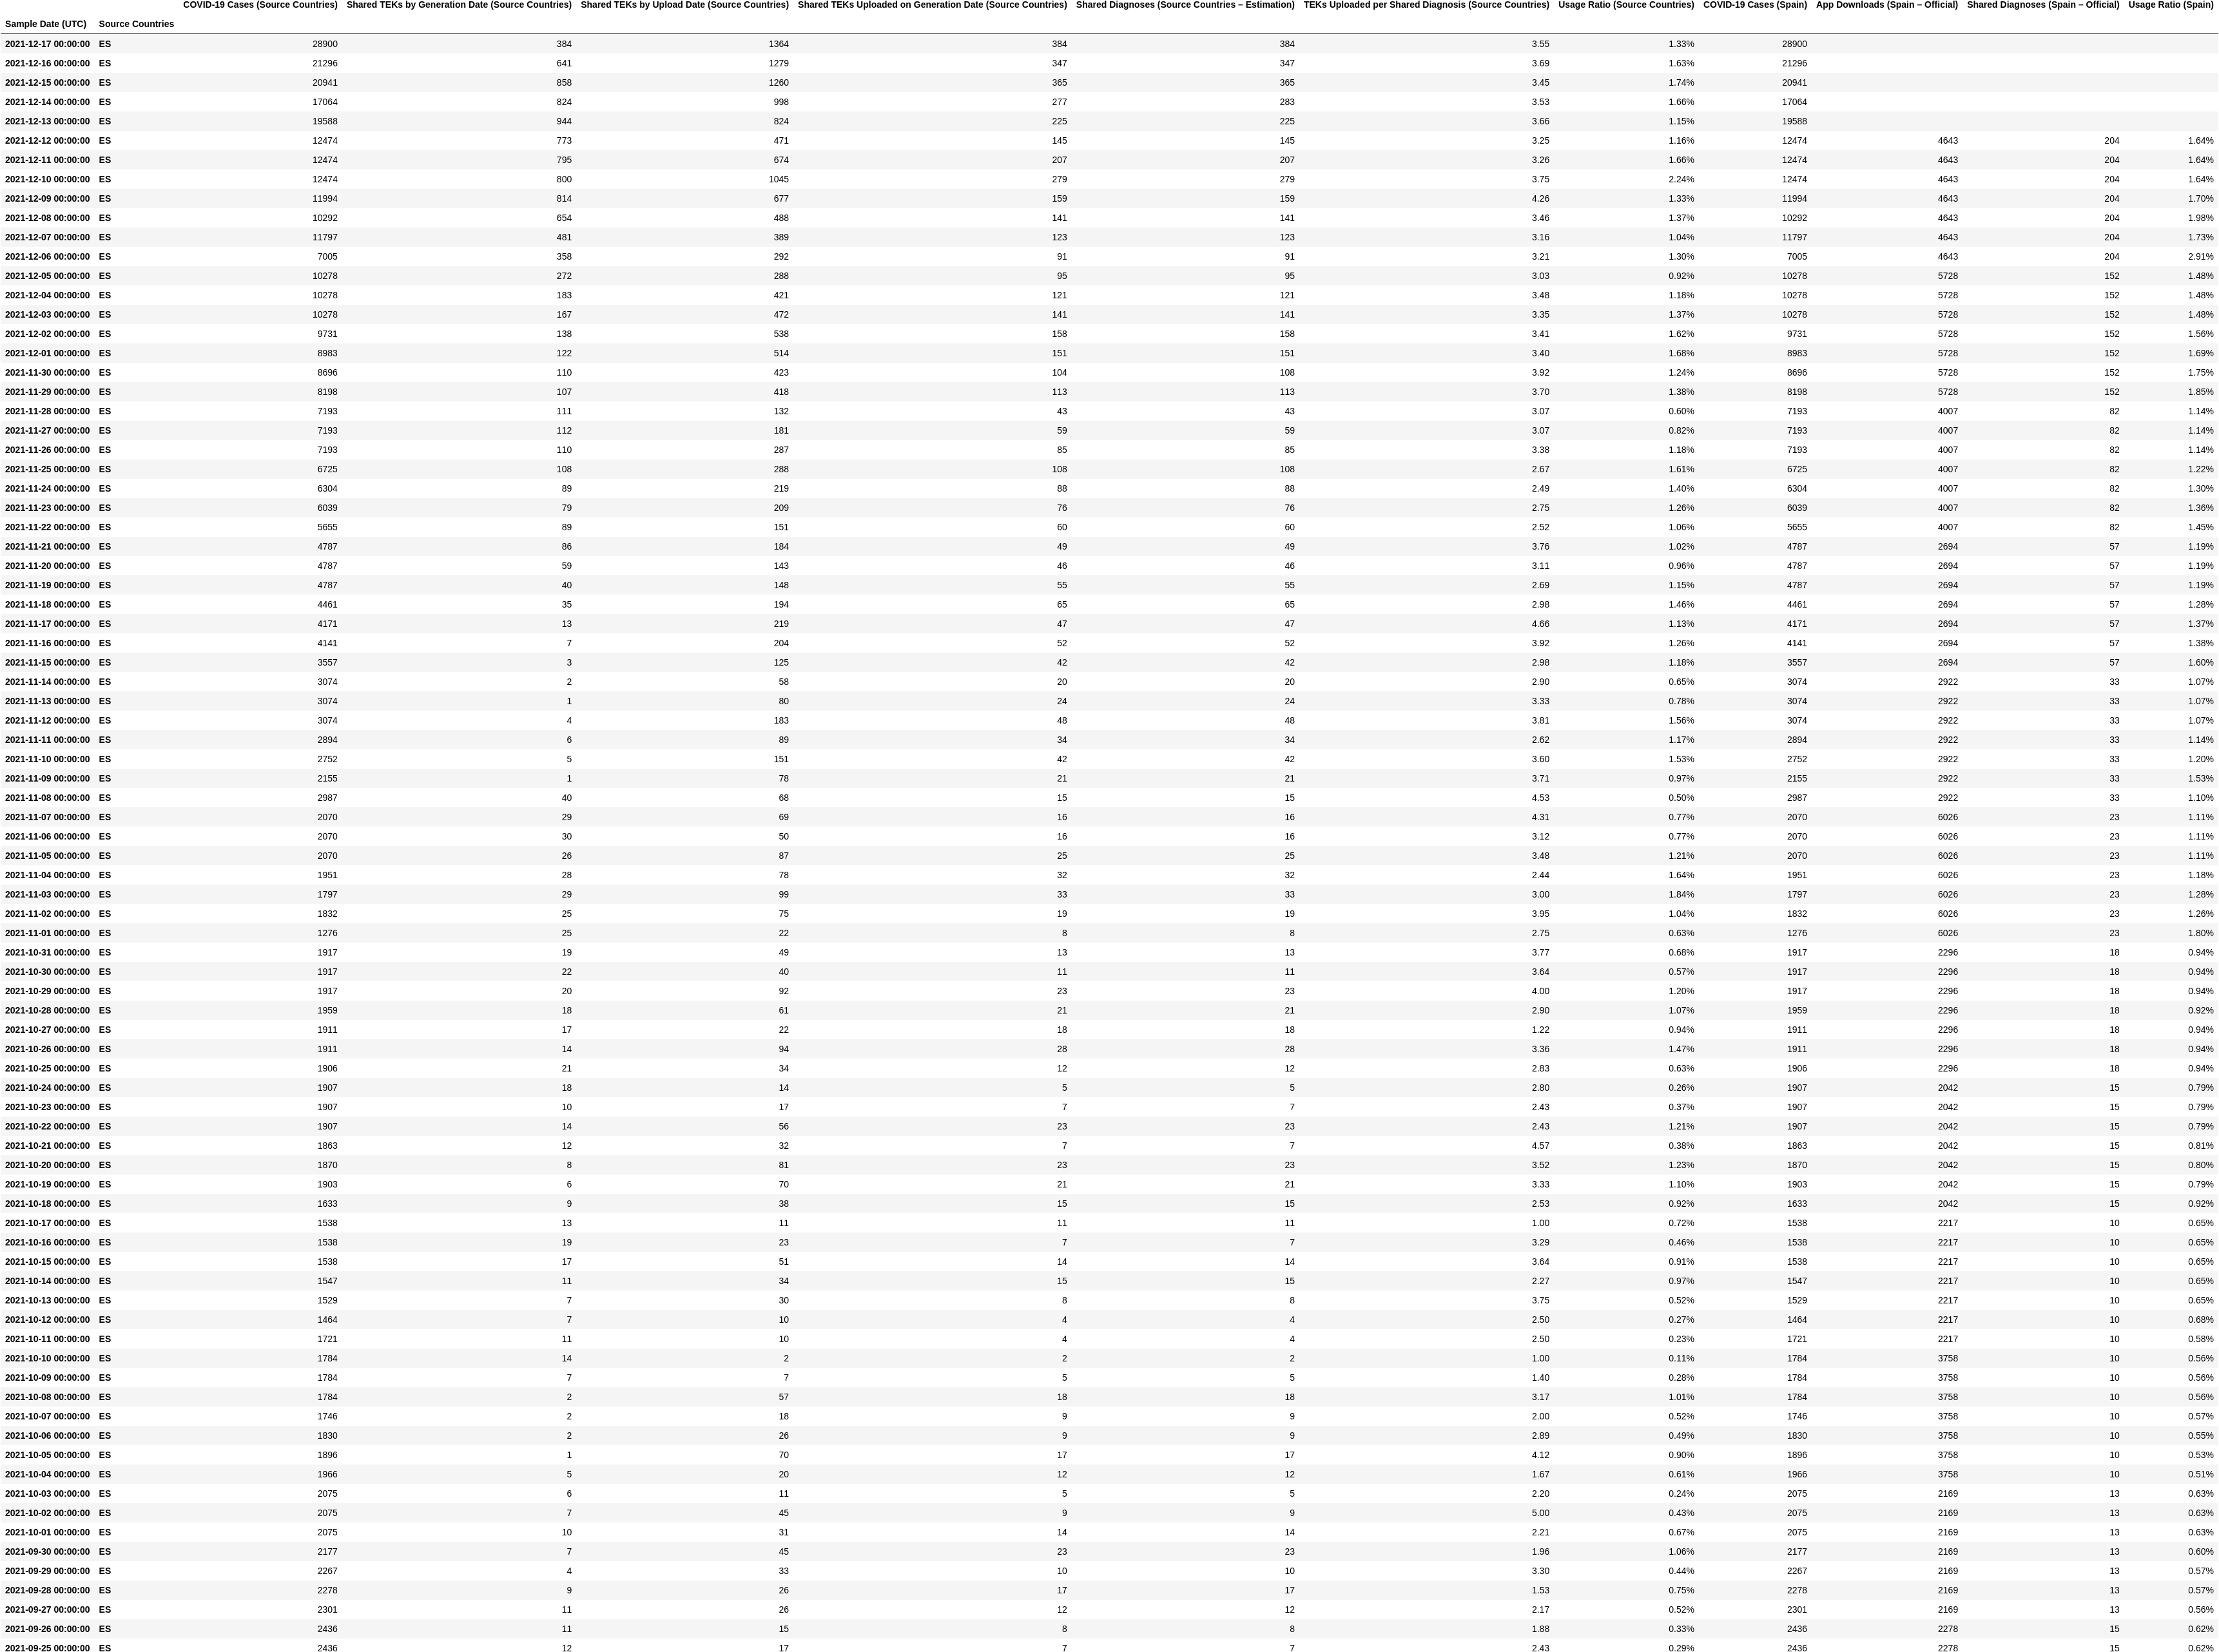 COVID-19 Cases (Source Countries) Shared TEKs by Generation Date (Source Countries) Shared TEKs by Upload Date (Source Countries) Shared TEKs Uploaded on Generation Date (Source Countries) Shared Diagnoses (Source Countries – Estimation) TEKs Uploaded per Shared Diagnosis (Source Countries) Usage Ratio (Source Countries) COVID-19 Cases (Spain) App Downloads (Spain – Official) Shared Diagnoses (Spain – Official) Usage Ratio (Spain)
Sample Date (UTC) Source Countries
2021-12-17 00:00:00 ES 28900 384 1364 384 384 3.55 1.33% 28900
2021-12-16 00:00:00 ES 21296 641 1279 347 347 3.69 1.63% 21296
2021-12-15 00:00:00 ES 20941 858 1260 365 365 3.45 1.74% 20941
2021-12-14 00:00:00 ES 17064 824 998 277 283 3.53 1.66% 17064
2021-12-13 00:00:00 ES 19588 944 824 225 225 3.66 1.15% 19588
2021-12-12 00:00:00 ES 12474 773 471 145 145 3.25 1.16% 12474 4643 204 1.64%
2021-12-11 00:00:00 ES 12474 795 674 207 207 3.26 1.66% 12474 4643 204 1.64%
2021-12-10 00:00:00 ES 12474 800 1045 279 279 3.75 2.24% 12474 4643 204 1.64%
2021-12-09 00:00:00 ES 11994 814 677 159 159 4.26 1.33% 11994 4643 204 1.70%
2021-12-08 00:00:00 ES 10292 654 488 141 141 3.46 1.37% 10292 4643 204 1.98%
2021-12-07 00:00:00 ES 11797 481 389 123 123 3.16 1.04% 11797 4643 204 1.73%
2021-12-06 00:00:00 ES 7005 358 292 91 91 3.21 1.30% 7005 4643 204 2.91%
2021-12-05 00:00:00 ES 10278 272 288 95 95 3.03 0.92% 10278 5728 152 1.48%
2021-12-04 00:00:00 ES 10278 183 421 121 121 3.48 1.18% 10278 5728 152 1.48%
2021-12-03 00:00:00 ES 10278 167 472 141 141 3.35 1.37% 10278 5728 152 1.48%
2021-12-02 00:00:00 ES 9731 138 538 158 158 3.41 1.62% 9731 5728 152 1.56%
2021-12-01 00:00:00 ES 8983 122 514 151 151 3.40 1.68% 8983 5728 152 1.69%
2021-11-30 00:00:00 ES 8696 110 423 104 108 3.92 1.24% 8696 5728 152 1.75%
2021-11-29 00:00:00 ES 8198 107 418 113 113 3.70 1.38% 8198 5728 152 1.85%
2021-11-28 00:00:00 ES 7193 111 132 43 43 3.07 0.60% 7193 4007 82 1.14%
2021-11-27 00:00:00 ES 7193 112 181 59 59 3.07 0.82% 7193 4007 82 1.14%
2021-11-26 00:00:00 ES 7193 110 287 85 85 3.38 1.18% 7193 4007 82 1.14%
2021-11-25 00:00:00 ES 6725 108 288 108 108 2.67 1.61% 6725 4007 82 1.22%
2021-11-24 00:00:00 ES 6304 89 219 88 88 2.49 1.40% 6304 4007 82 1.30%
2021-11-23 00:00:00 ES 6039 79 209 76 76 2.75 1.26% 6039 4007 82 1.36%
2021-11-22 00:00:00 ES 5655 89 151 60 60 2.52 1.06% 5655 4007 82 1.45%
2021-11-21 00:00:00 ES 4787 86 184 49 49 3.76 1.02% 4787 2694 57 1.19%
2021-11-20 00:00:00 ES 4787 59 143 46 46 3.11 0.96% 4787 2694 57 1.19%
2021-11-19 00:00:00 ES 4787 40 148 55 55 2.69 1.15% 4787 2694 57 1.19%
2021-11-18 00:00:00 ES 4461 35 194 65 65 2.98 1.46% 4461 2694 57 1.28%
2021-11-17 00:00:00 ES 4171 13 219 47 47 4.66 1.13% 4171 2694 57 1.37%
2021-11-16 00:00:00 ES 4141 7 204 52 52 3.92 1.26% 4141 2694 57 1.38%
2021-11-15 00:00:00 ES 3557 3 125 42 42 2.98 1.18% 3557 2694 57 1.60%
2021-11-14 00:00:00 ES 3074 2 58 20 20 2.90 0.65% 3074 2922 33 1.07%
2021-11-13 00:00:00 ES 3074 1 80 24 24 3.33 0.78% 3074 2922 33 1.07%
2021-11-12 00:00:00 ES 3074 4 183 48 48 3.81 1.56% 3074 2922 33 1.07%
2021-11-11 00:00:00 ES 2894 6 89 34 34 2.62 1.17% 2894 2922 33 1.14%
2021-11-10 00:00:00 ES 2752 5 151 42 42 3.60 1.53% 2752 2922 33 1.20%
2021-11-09 00:00:00 ES 2155 1 78 21 21 3.71 0.97% 2155 2922 33 1.53%
2021-11-08 00:00:00 ES 2987 40 68 15 15 4.53 0.50% 2987 2922 33 1.10%
2021-11-07 00:00:00 ES 2070 29 69 16 16 4.31 0.77% 2070 6026 23 1.11%
2021-11-06 00:00:00 ES 2070 30 50 16 16 3.12 0.77% 2070 6026 23 1.11%
2021-11-05 00:00:00 ES 2070 26 87 25 25 3.48 1.21% 2070 6026 23 1.11%
2021-11-04 00:00:00 ES 1951 28 78 32 32 2.44 1.64% 1951 6026 23 1.18%
2021-11-03 00:00:00 ES 1797 29 99 33 33 3.00 1.84% 1797 6026 23 1.28%
2021-11-02 00:00:00 ES 1832 25 75 19 19 3.95 1.04% 1832 6026 23 1.26%
2021-11-01 00:00:00 ES 1276 25 22 8 8 2.75 0.63% 1276 6026 23 1.80%
2021-10-31 00:00:00 ES 1917 19 49 13 13 3.77 0.68% 1917 2296 18 0.94%
2021-10-30 00:00:00 ES 1917 22 40 11 11 3.64 0.57% 1917 2296 18 0.94%
2021-10-29 00:00:00 ES 1917 20 92 23 23 4.00 1.20% 1917 2296 18 0.94%
2021-10-28 00:00:00 ES 1959 18 61 21 21 2.90 1.07% 1959 2296 18 0.92%
2021-10-27 00:00:00 ES 1911 17 22 18 18 1.22 0.94% 1911 2296 18 0.94%
2021-10-26 00:00:00 ES 1911 14 94 28 28 3.36 1.47% 1911 2296 18 0.94%
2021-10-25 00:00:00 ES 1906 21 34 12 12 2.83 0.63% 1906 2296 18 0.94%
2021-10-24 00:00:00 ES 1907 18 14 5 5 2.80 0.26% 1907 2042 15 0.79%
2021-10-23 00:00:00 ES 1907 10 17 7 7 2.43 0.37% 1907 2042 15 0.79%
2021-10-22 00:00:00 ES 1907 14 56 23 23 2.43 1.21% 1907 2042 15 0.79%
2021-10-21 00:00:00 ES 1863 12 32 7 7 4.57 0.38% 1863 2042 15 0.81%
2021-10-20 00:00:00 ES 1870 8 81 23 23 3.52 1.23% 1870 2042 15 0.80%
2021-10-19 00:00:00 ES 1903 6 70 21 21 3.33 1.10% 1903 2042 15 0.79%
2021-10-18 00:00:00 ES 1633 9 38 15 15 2.53 0.92% 1633 2042 15 0.92%
2021-10-17 00:00:00 ES 1538 13 11 11 11 1.00 0.72% 1538 2217 10 0.65%
2021-10-16 00:00:00 ES 1538 19 23 7 7 3.29 0.46% 1538 2217 10 0.65%
2021-10-15 00:00:00 ES 1538 17 51 14 14 3.64 0.91% 1538 2217 10 0.65%
2021-10-14 00:00:00 ES 1547 11 34 15 15 2.27 0.97% 1547 2217 10 0.65%
2021-10-13 00:00:00 ES 1529 7 30 8 8 3.75 0.52% 1529 2217 10 0.65%
2021-10-12 00:00:00 ES 1464 7 10 4 4 2.50 0.27% 1464 2217 10 0.68%
2021-10-11 00:00:00 ES 1721 11 10 4 4 2.50 0.23% 1721 2217 10 0.58%
2021-10-10 00:00:00 ES 1784 14 2 2 2 1.00 0.11% 1784 3758 10 0.56%
2021-10-09 00:00:00 ES 1784 7 7 5 5 1.40 0.28% 1784 3758 10 0.56%
2021-10-08 00:00:00 ES 1784 2 57 18 18 3.17 1.01% 1784 3758 10 0.56%
2021-10-07 00:00:00 ES 1746 2 18 9 9 2.00 0.52% 1746 3758 10 0.57%
2021-10-06 00:00:00 ES 1830 2 26 9 9 2.89 0.49% 1830 3758 10 0.55%
2021-10-05 00:00:00 ES 1896 1 70 17 17 4.12 0.90% 1896 3758 10 0.53%
2021-10-04 00:00:00 ES 1966 5 20 12 12 1.67 0.61% 1966 3758 10 0.51%
2021-10-03 00:00:00 ES 2075 6 11 5 5 2.20 0.24% 2075 2169 13 0.63%
2021-10-02 00:00:00 ES 2075 7 45 9 9 5.00 0.43% 2075 2169 13 0.63%
2021-10-01 00:00:00 ES 2075 10 31 14 14 2.21 0.67% 2075 2169 13 0.63%
2021-09-30 00:00:00 ES 2177 7 45 23 23 1.96 1.06% 2177 2169 13 0.60%
2021-09-29 00:00:00 ES 2267 4 33 10 10 3.30 0.44% 2267 2169 13 0.57%
2021-09-28 00:00:00 ES 2278 9 26 17 17 1.53 0.75% 2278 2169 13 0.57%
2021-09-27 00:00:00 ES 2301 11 26 12 12 2.17 0.52% 2301 2169 13 0.56%
2021-09-26 00:00:00 ES 2436 11 15 8 8 1.88 0.33% 2436 2278 15 0.62%
2021-09-25 00:00:00 ES 2436 12 17 7 7 2.43 0.29% 2436 2278 15 0.62%